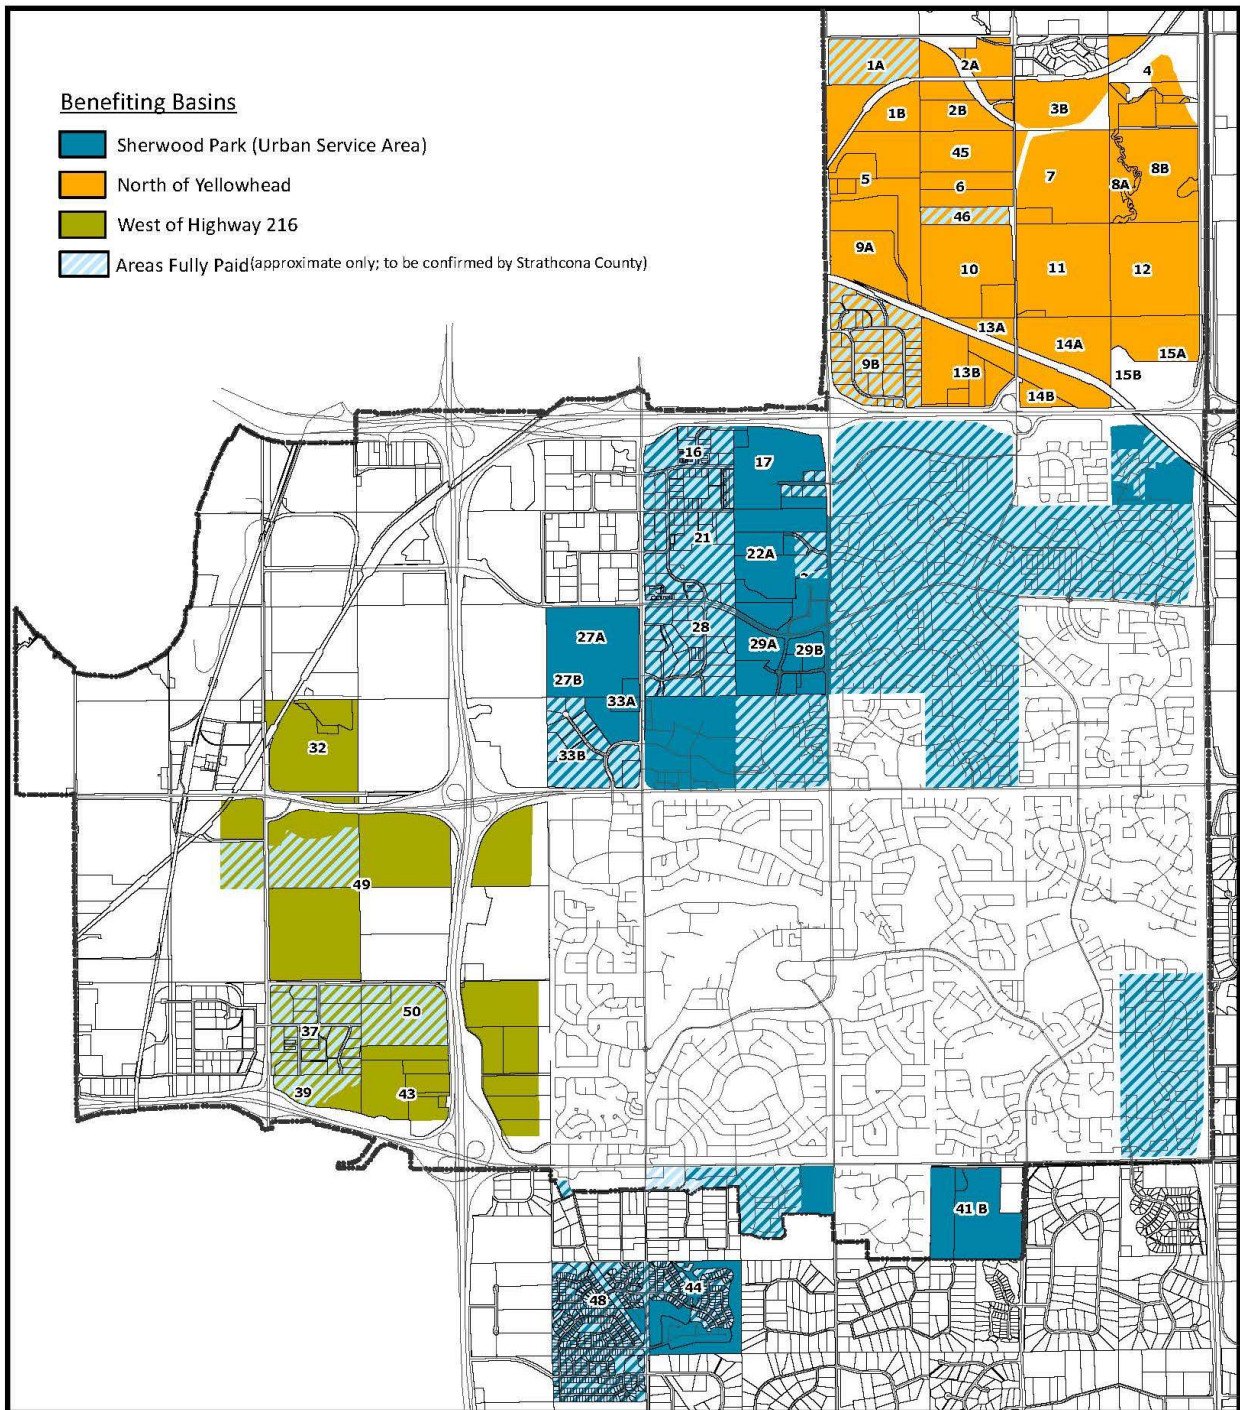 Benefiting Basins
Sherwood Park (Urban Service Area)
North of Yellowhead
West of Highway 216
Areas Fully Paid(approximate only; to be confirmed by Strathcona County)
1A
2A
4
1B
2B
3B
45
5
6
7
8A
8B
46
9A
10
11
12
13A
14A
15A
9B
13B
14B
15B
16
17
21
22A
27A
28
29A
29B
27B
33A
32
33B
49
50
37
39
43
41 B
44
48